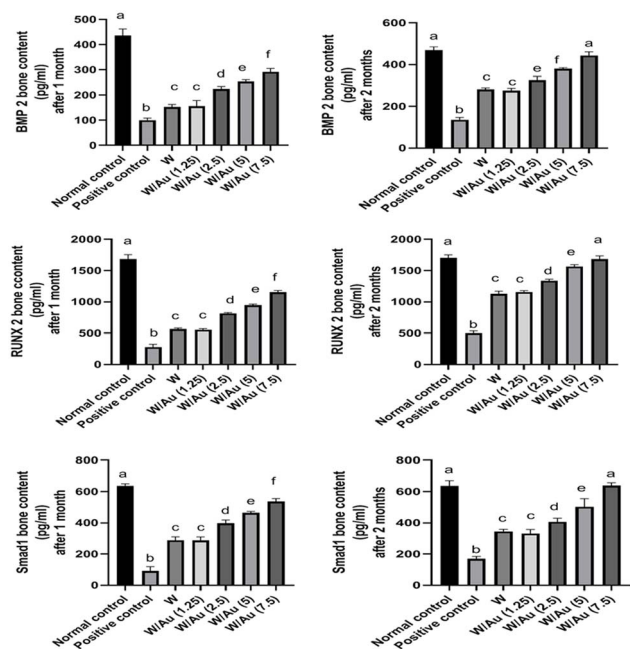 BMP 2 bone content
(pg/ml)
after 1 month
500
400
300
200
100
0
a
b
c
c
d
e
f
Normal control
Positive control
W
W/Au (1.25)
W/Au (2.5)
W/Au (5)
W/Au (7.5)
BMP 2 bone content
(pg/ml)
after 2 months
600
400
200
0
a
b
c
c
e
f
a
Normal control
Positive control
W
W/Au (1.25)
W/Au (2.5)
W/Au (5)
W/Au (7.5)
RUNX 2 bone ccontent
(pg/ml)
after 1 month
2000
1500
1000
500
0
a
b
c
c
d
e
f
Normal control
Positive control
W
W/Au (1.25)
W/Au (2.5)
W/Au (5)
W/Au (7.5)
RUNX 2 bone content
(pg/ml)
after 2 months
2000
1500
1000
500
0
a
b
c
c
d
e
a
Normal control
Positive control
W
W/Au (1.25)
W/Au (2.5)
W/Au (5)
W/Au (7.5)
Smad1 bone content
(pg/ml)
after 1 month
800
600
400
200
0
a
b
c
c
d
e
f
Normal control
Positive control
W
W/Au (1.25)
W/Au (2.5)
W/Au (5)
W/Au (7.5)
Smad1 bone content
(pg/ml)
after 2 months
800
600
400
200
0
a
b
c
c
d
e
a
Normal control
Positive control
W
W/Au (1.25)
W/Au (2.5)
W/Au (5)
W/Au (7.5)